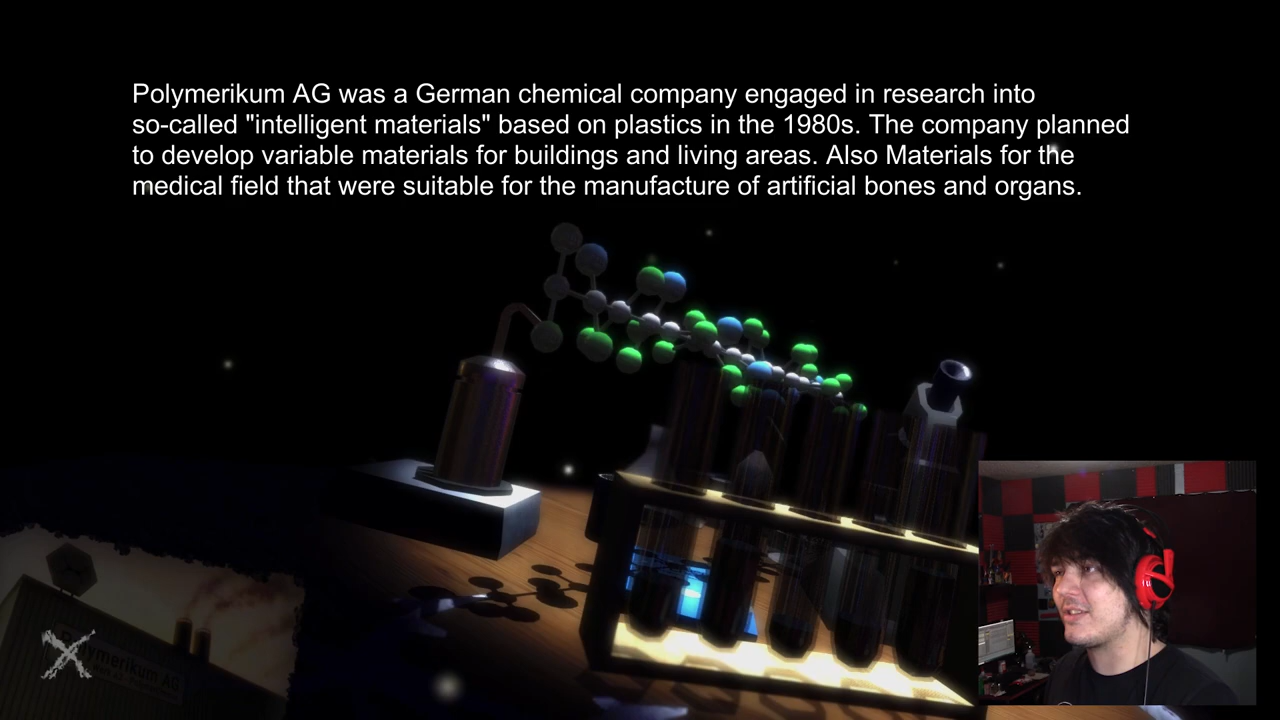 Polymerikum AG was a German chemical company engaged in research into
so-called "intelligent materials" based on plastics in the 1980s. The company planned
to develop variable materials for buildings and living areas. Also Materials for the
medical field that were suitable for the manufacture of artificial bones and organs.
Polymerikum AG